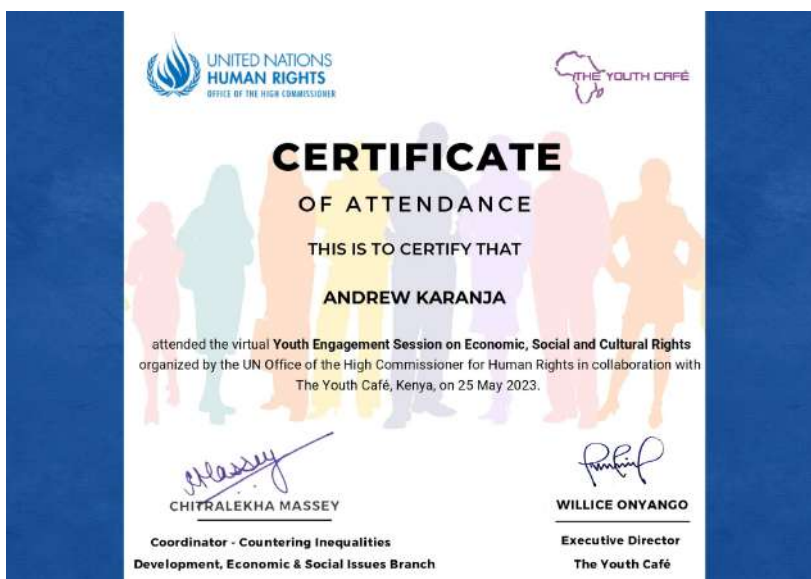 UNITED NATIONS
HUMAN RIGHTS
OFFICE OF THE HIGH COMMISSIONER
THE YOUTH CAFÉ
CERTIFICATE
OF ATTENDANCE
THIS IS TO CERTIFY THAT
ANDREW KARANJA
attended the virtual Youth Engagement Session on Economic, Social and Cultural Rights
organized by the UN Office of the High Commissioner for Human Rights in collaboration with
The Youth Café, Kenya, on 25 May 2023.
CHITRALEKHA MASSEY
Coordinator - Countering Inequalities
Development, Economic & Social Issues Branch
WILLICE ONYANGO
Executive Director
The Youth Café